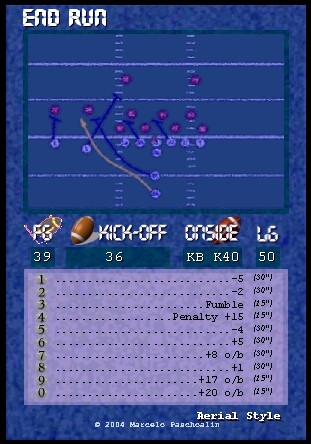 END RUN
FG KICK-OFF ONSIDE LG
39 36 KB K40 50
1 ........................ -5 (30")
2 ........................ -2 (30")
3 ........................ Fumble (15")
4 ........................ Penalty +15 (15")
5 ........................ -4 (30")
6 ........................ +5 (30")
7 ........................ +8 o/b (30")
8 ........................ +1 (30")
9 ........................ +17 o/b (15")
0 ........................ +20 o/b (15")
Aerial Style
© 2004 Marcelo Paschoalin